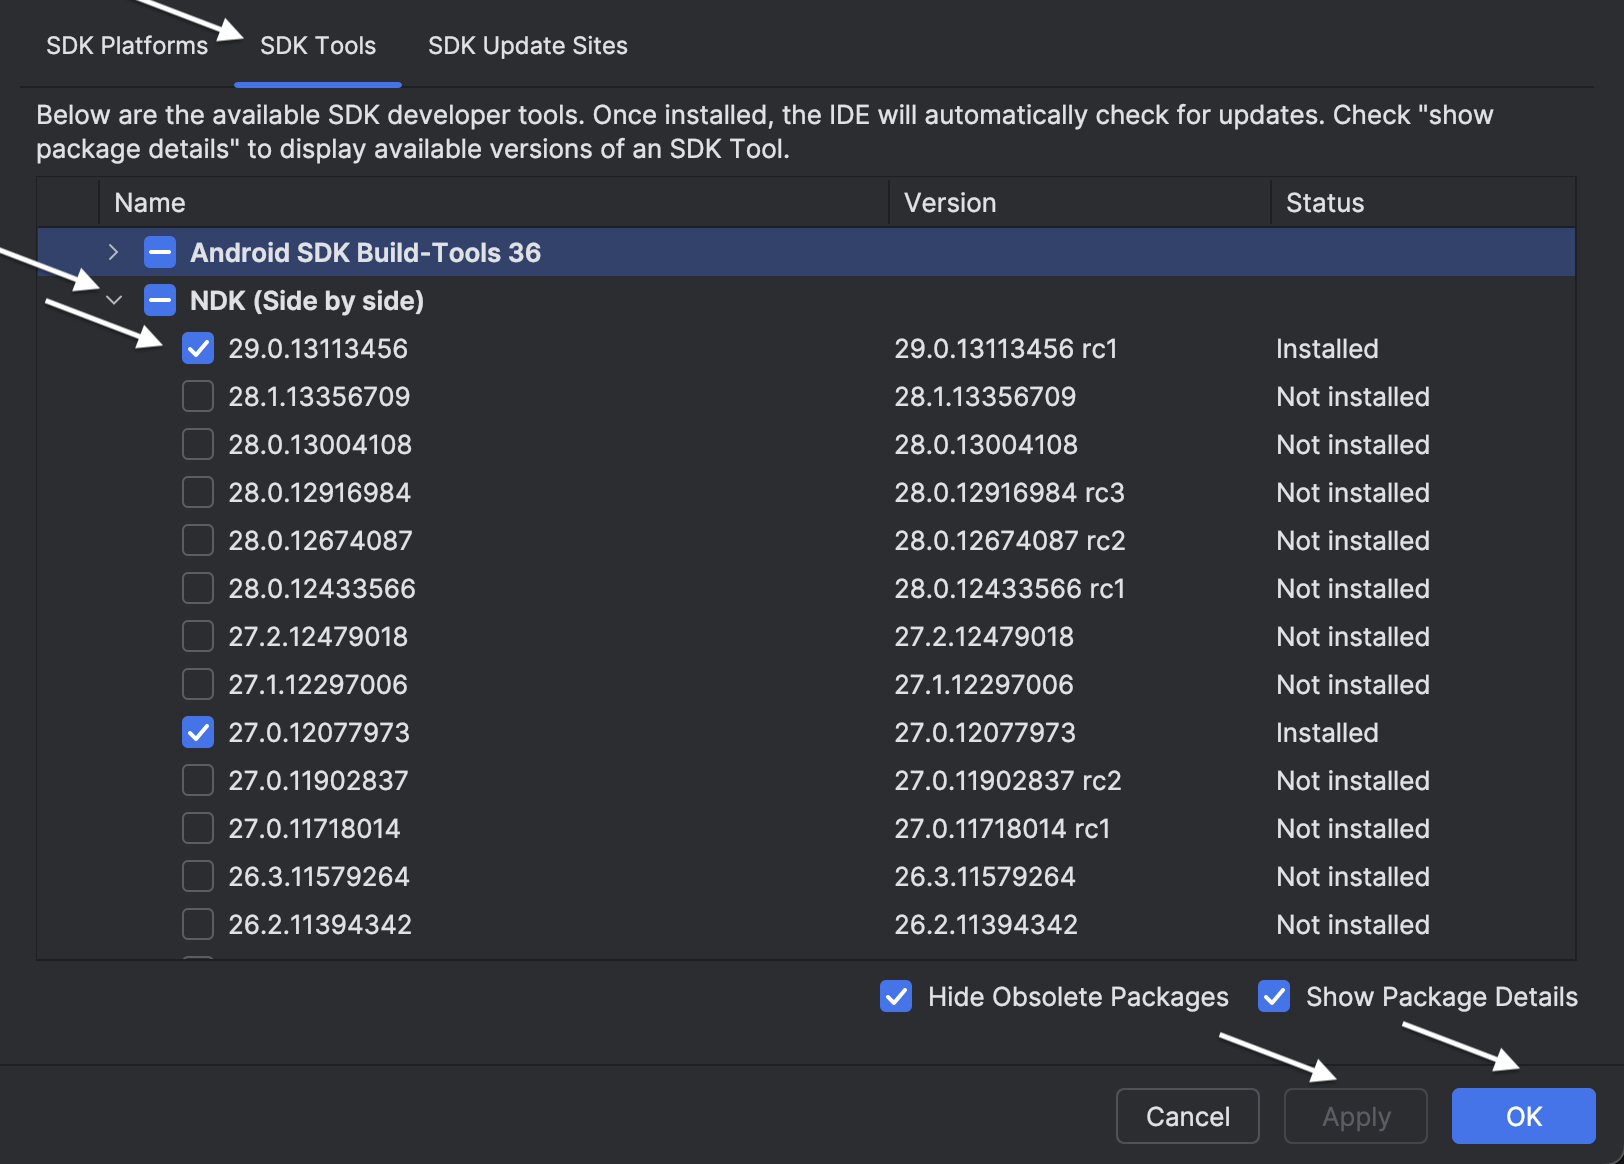 SDK Platforms SDK Tools SDK Update Sites
Below are the available SDK developer tools. Once installed, the IDE will automatically check for updates. Check "show
package details" to display available versions of an SDK Tool.
Name Version Status
Android SDK Build-Tools 36
NDK (Side by side)
29.0.13113456 29.0.13113456 rc1 Installed
28.1.13356709 28.1.13356709 Not installed
28.0.13004108 28.0.13004108 Not installed
28.0.12916984 28.0.12916984 rc3 Not installed
28.0.12674087 28.0.12674087 rc2 Not installed
28.0.12433566 28.0.12433566 rc1 Not installed
27.2.12479018 27.2.12479018 Not installed
27.1.12297006 27.1.12297006 Not installed
27.0.12077973 27.0.12077973 Installed
27.0.11902837 27.0.11902837 rc2 Not installed
27.0.11718014 27.0.11718014 rc1 Not installed
26.3.11579264 26.3.11579264 Not installed
26.2.11394342 26.2.11394342 Not installed
Hide Obsolete Packages Show Package Details
Cancel Apply OK